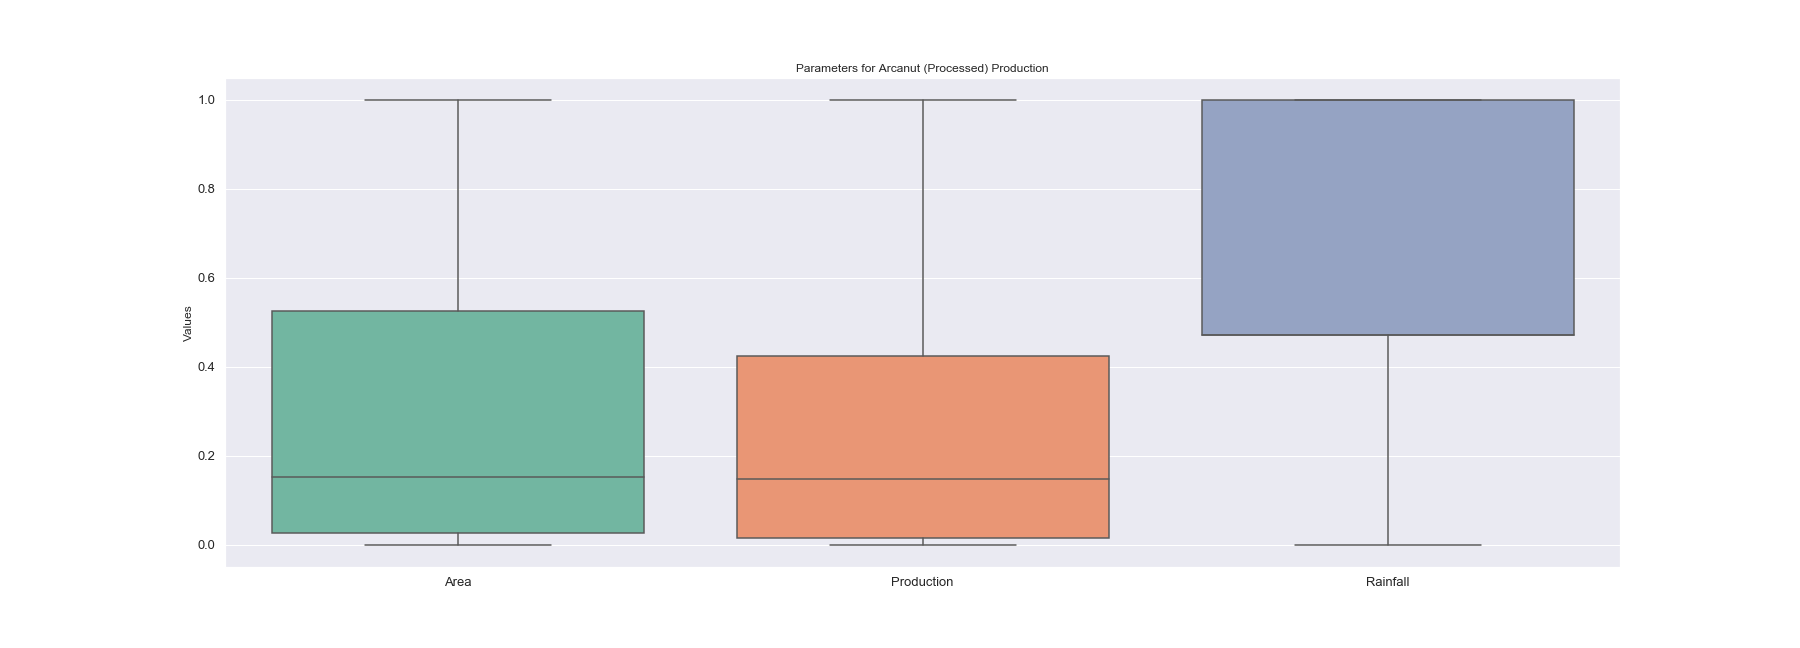 Parameters for Arcanut (Processed) Production
1.0
0.8
0.6
0.4
0.2
0.0
Values
Area
Production
Rainfall